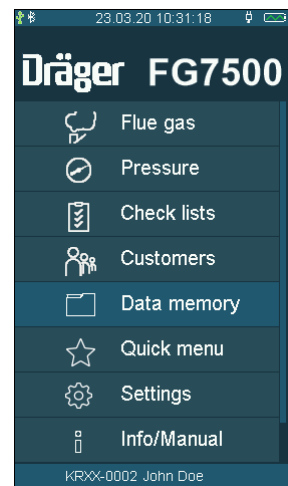 23.03.20 10:31:18
Dräger FG7500
Flue gas
Pressure
Check lists
Customers
Data memory
Quick menu
Settings
Info/Manual
KRXX-0002 John Doe